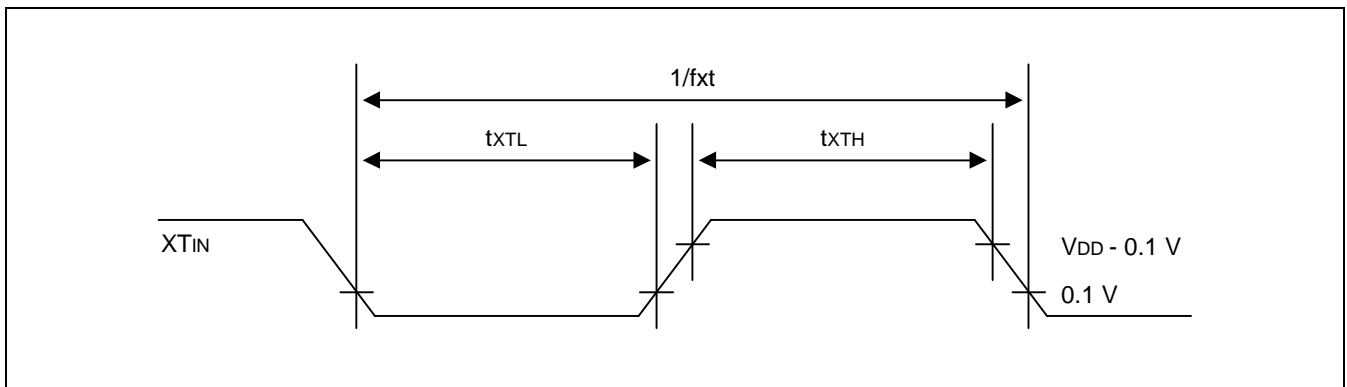 1/fxt
tXTL
tXTH
XTIN
VDD - 0.1 V
0.1 V